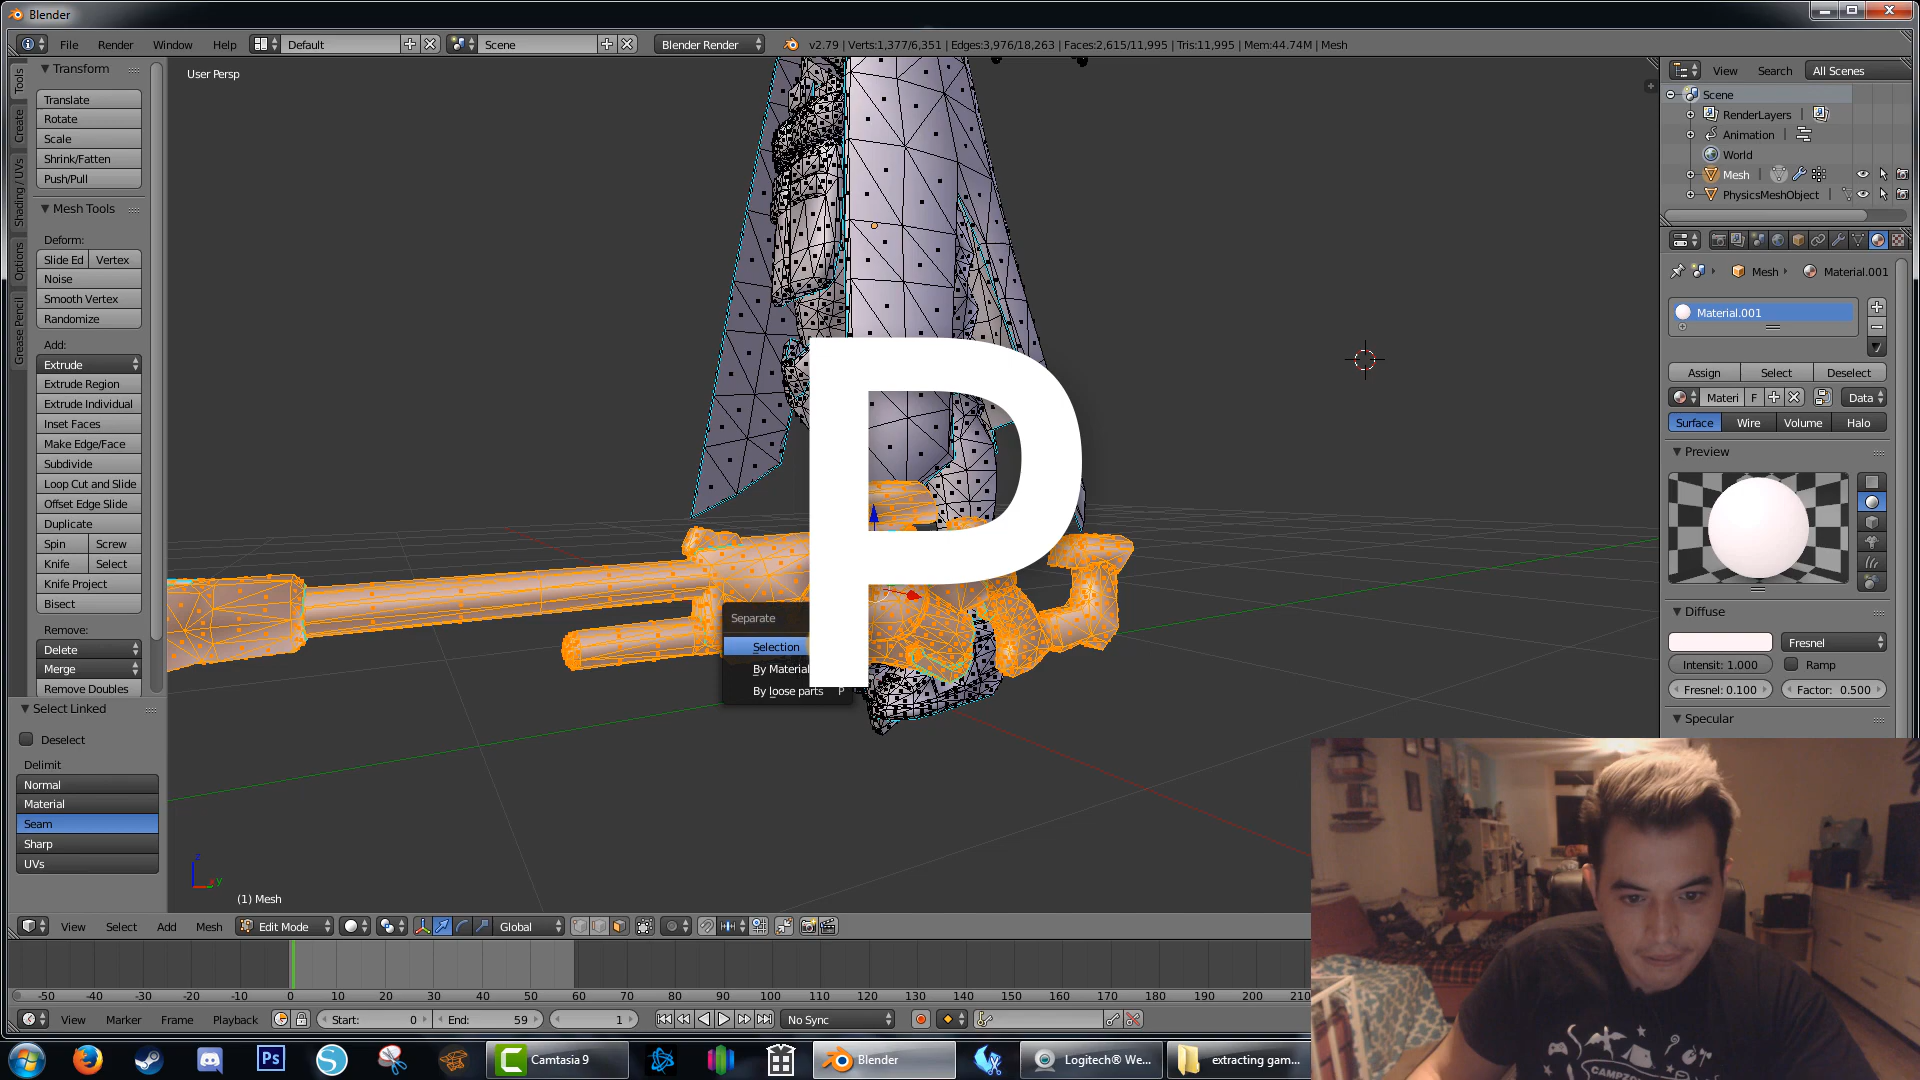 Blender
File Render Window Help Default Scene Blender Render v2.79 | Verts:1,377/6,351 | Edges:3,976/18,263 | Faces:2,615/11,995 | Tris:11,995 | Mem:44.74M | Mesh
Tools
Create
Shading / UVs
Options
Grease Pencil
Transform
Translate
Rotate
Scale
Shrink/Fatten
Push/Pull
Mesh Tools
Deform:
Slide Ed Vertex
Noise
Smooth Vertex
Randomize
Add:
Extrude
Extrude Region
Extrude Individual
Inset Faces
Make Edge/Face
Subdivide
Loop Cut and Slide
Offset Edge Slide
Duplicate
Spin Screw
Knife Select
Knife Project
Bisect
Remove:
Delete
Merge
Remove Doubles
Select Linked
Deselect
Delimit
Normal
Material
Seam
Sharp
UVs
User Persp
P
Separate
Selection
By Material
By loose parts P
z
y
(1) Mesh
View Search All Scenes
Scene
RenderLayers
Animation
World
Mesh
PhysicsMeshObject
Mesh Material.001
Material.001
Assign Select Deselect
Materi F Data
Surface Wire Volume Halo
Preview
Diffuse
Fresnel
Intensit: 1.000 Ramp
Fresnel: 0.100 Factor: 0.500
Specular
View Select Add Mesh Edit Mode Global
-50 -40 -30 -20 -10 0 10 20 30 40 50 60 70 80 90 100 110 120 130 140 150 160 170 180 190 200 210
View Marker Frame Playback Start: 0 End: 59 1 No Sync
Ps S C Camtasia 9 Blender Logitech® We... extracting gam...
CAMPZO